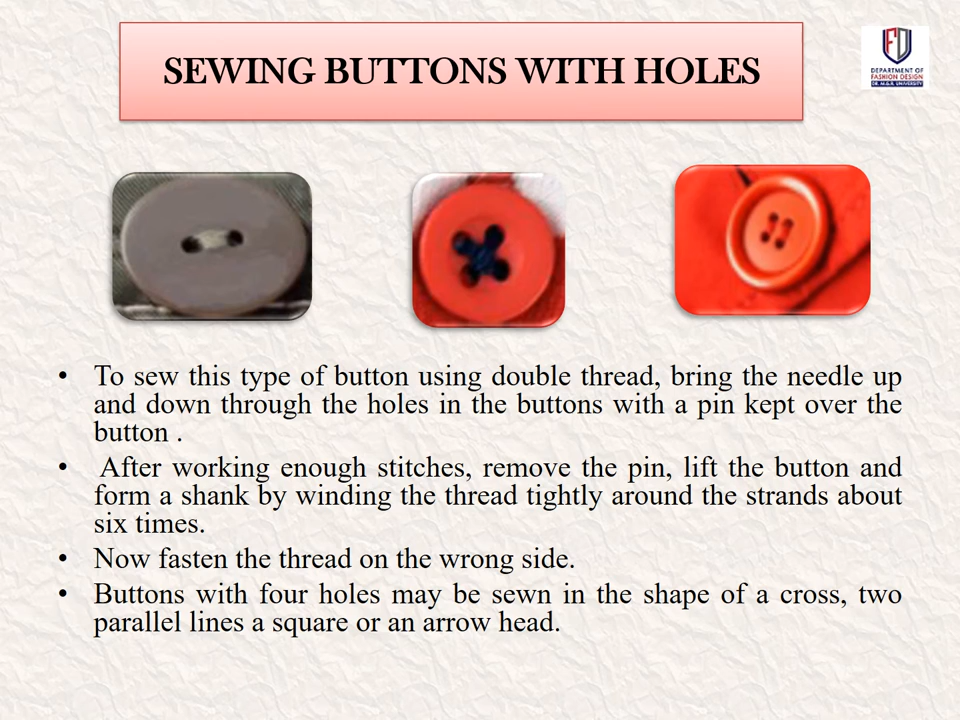 SEWING BUTTONS WITH HOLES
DEPARTMENT OF
FASHION DESIGN
DR. M.G.R. UNIVERSITY
• To sew this type of button using double thread, bring the needle up
and down through the holes in the buttons with a pin kept over the
button .
• After working enough stitches, remove the pin, lift the button and
form a shank by winding the thread tightly around the strands about
six times.
• Now fasten the thread on the wrong side.
• Buttons with four holes may be sewn in the shape of a cross, two
parallel lines a square or an arrow head.